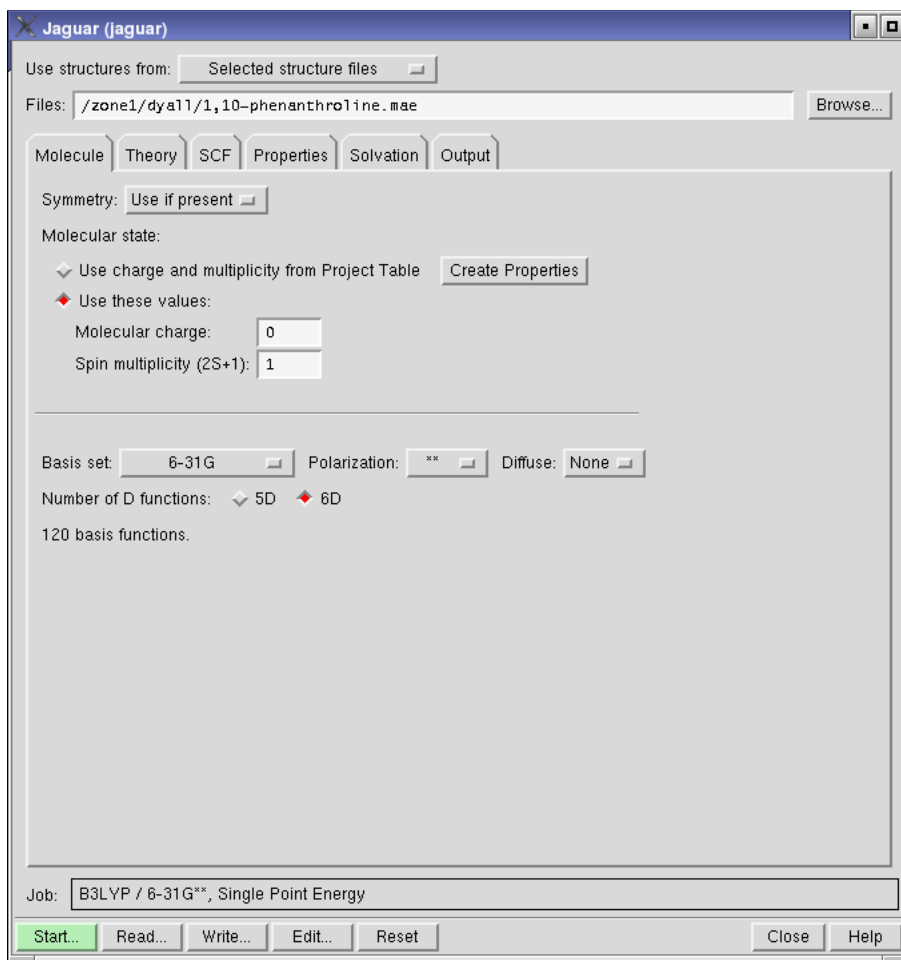 Jaguar (jaguar)
Use structures from: Selected structure files
Files: /zone1/dyall/1,10-phenanthroline.mae Browse...
Molecule Theory SCF Properties Solvation Output
Symmetry: Use if present
Molecular state:
Use charge and multiplicity from Project Table Create Properties
Use these values:
Molecular charge: 0
Spin multiplicity (2S+1): 1
Basis set: 6-31G Polarization: ** Diffuse: None
Number of D functions: 5D 6D
120 basis functions.
Job: B3LYP / 6-31G**, Single Point Energy
Start... Read... Write... Edit... Reset Close Help